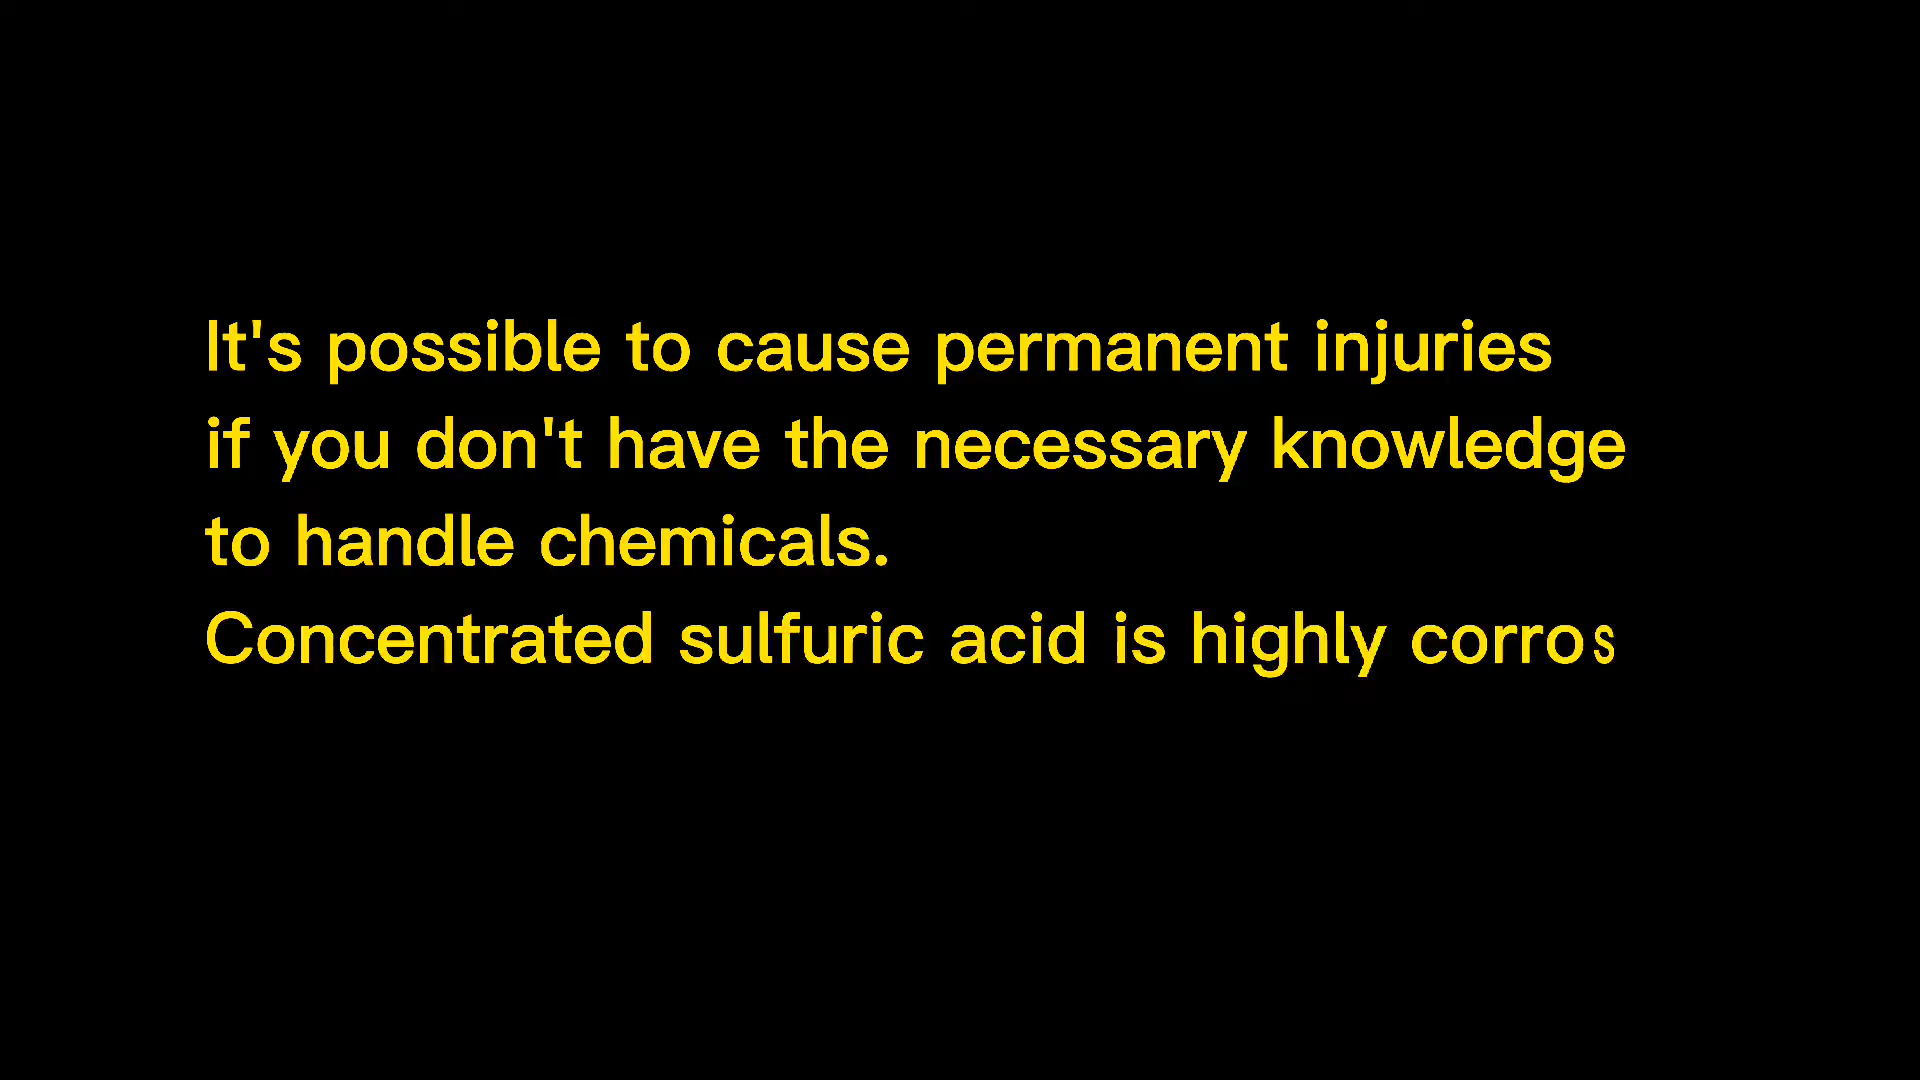 It's possible to cause permanent injuries
if you don't have the necessary knowledge
to handle chemicals.
Concentrated sulfuric acid is highly corros